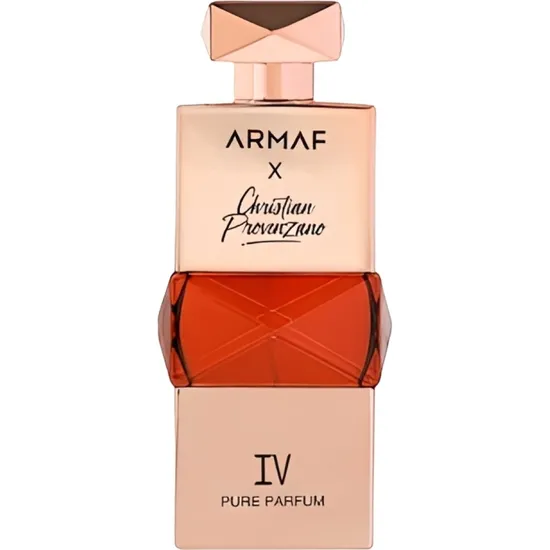 ARMAF
X
Christian
Provenzano
IV
PURE PARFUM